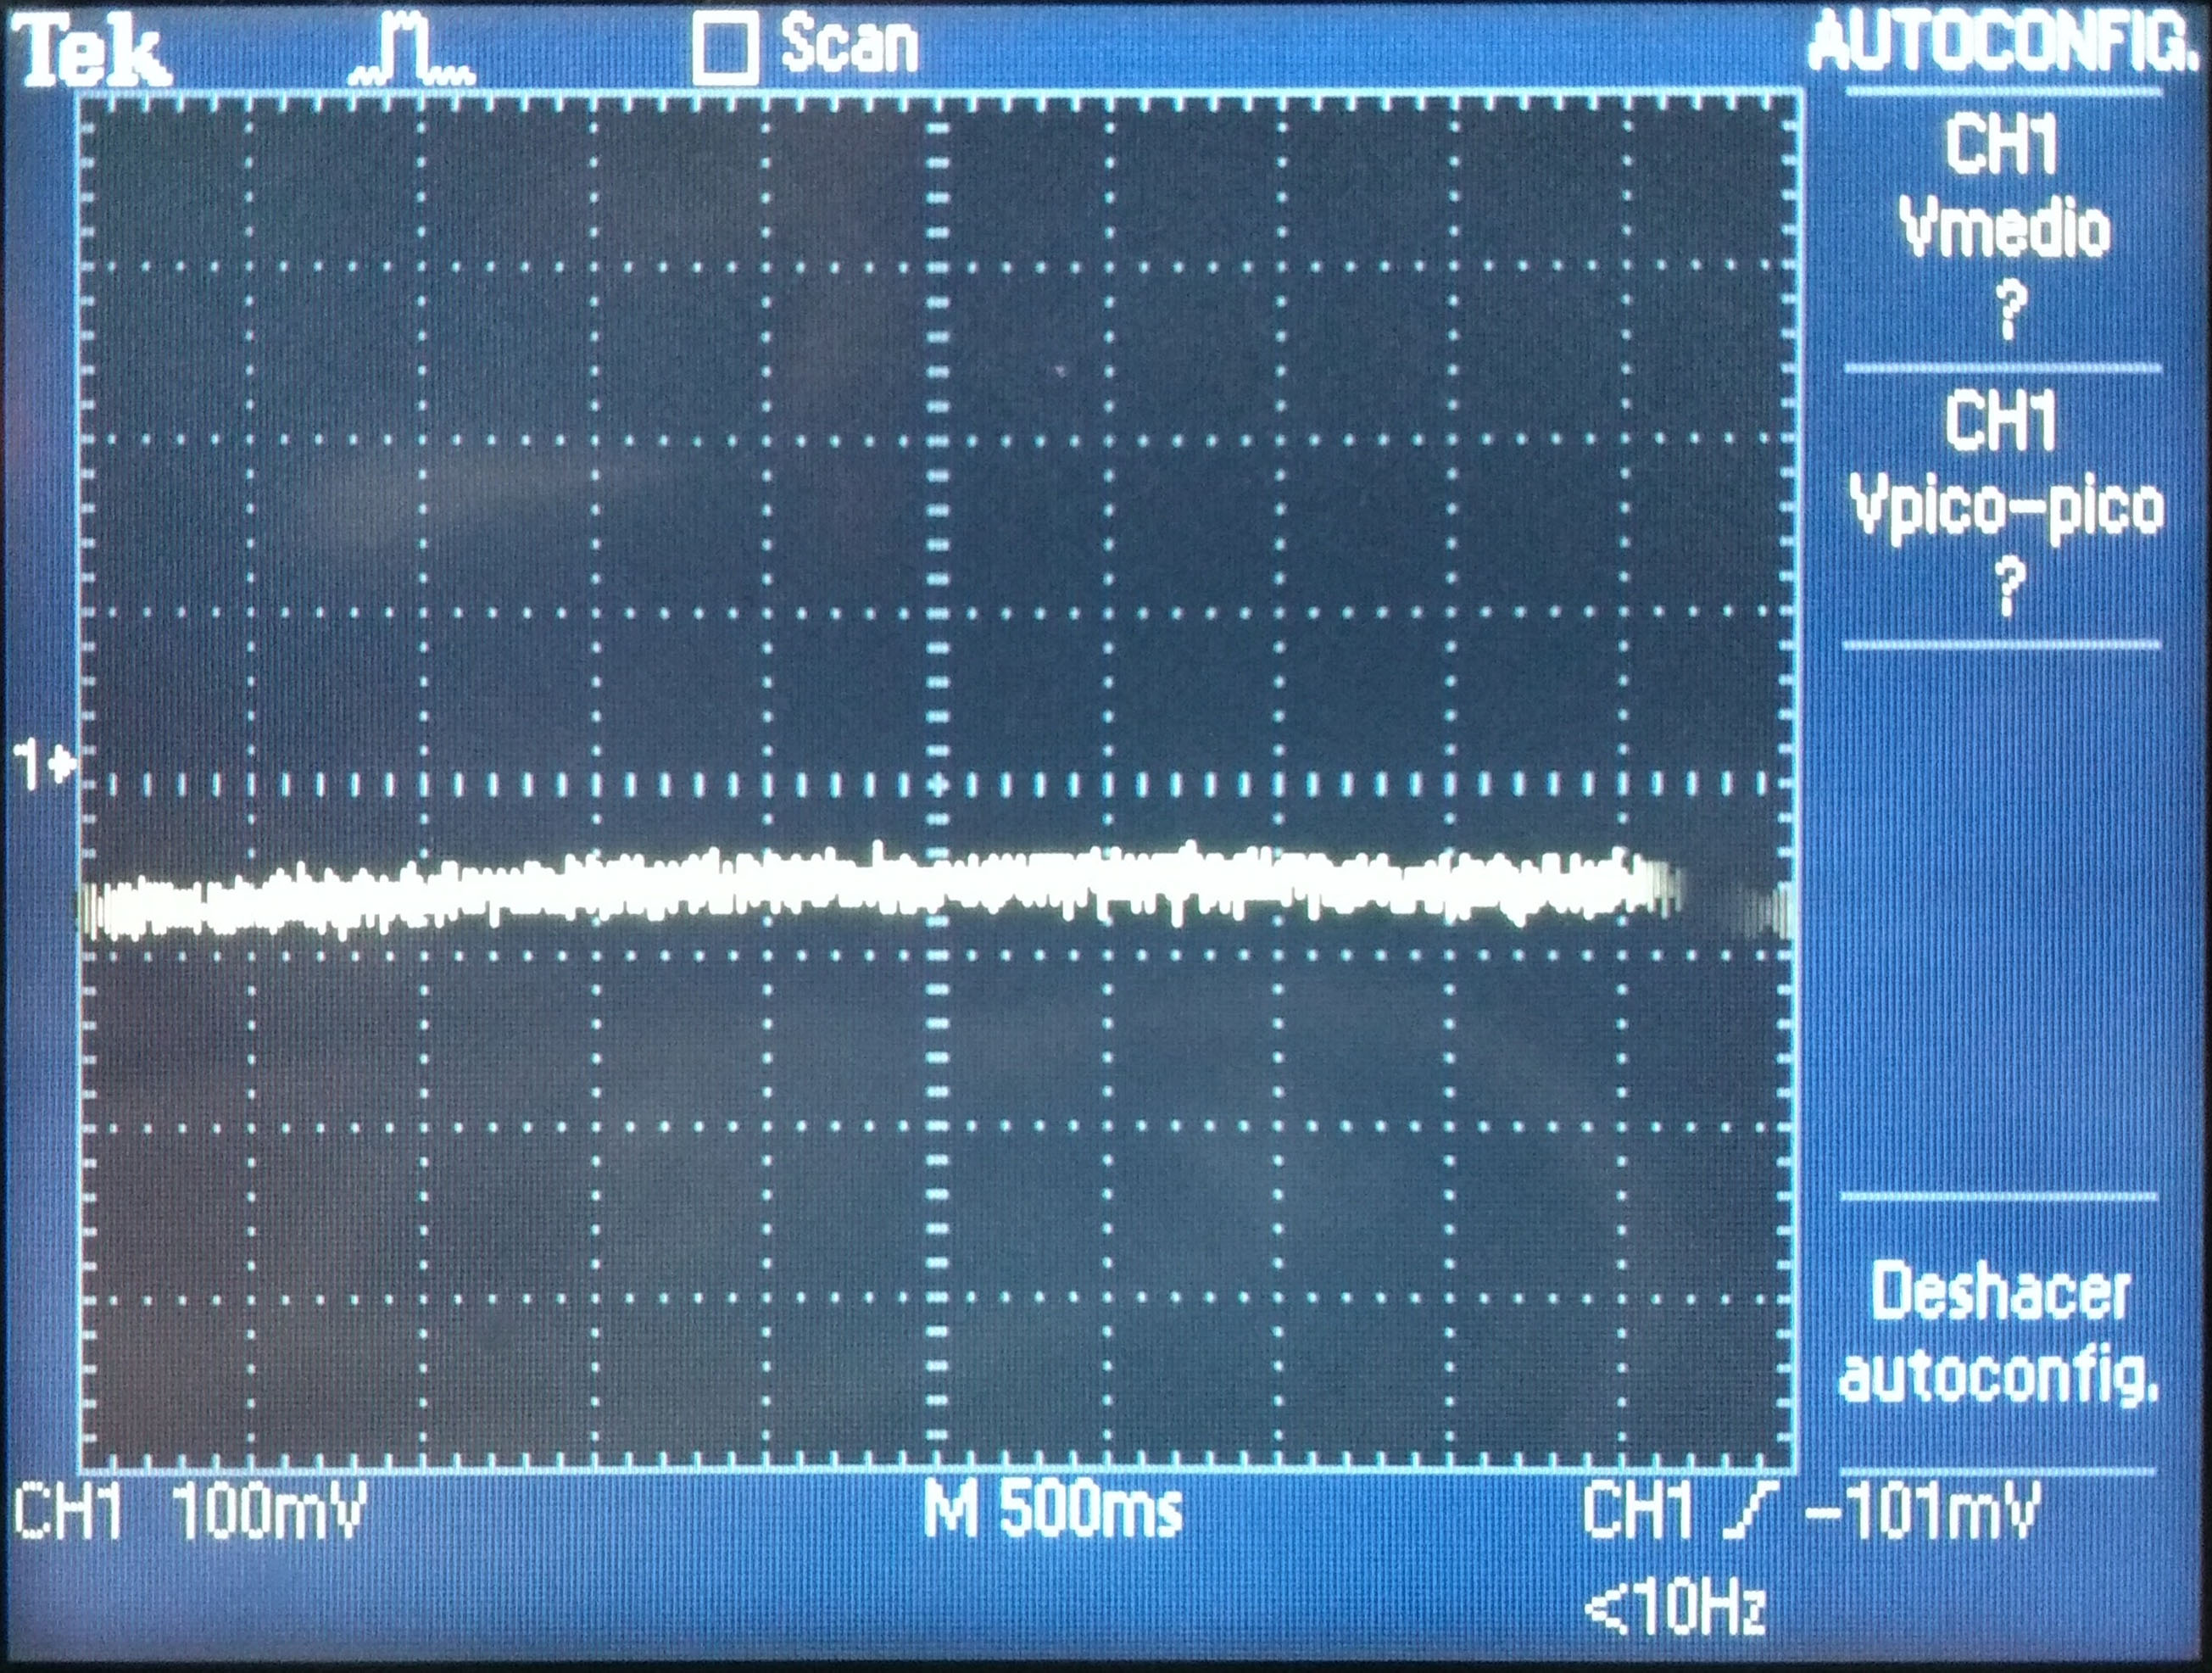 Tek Scan AUTOCONFIG.
CH1
Vmedio
?
CH1
Vpico-pico
?
1
Deshacer
autoconfig.
CH1 100mV M 500ms CH1 -101mV
<10Hz